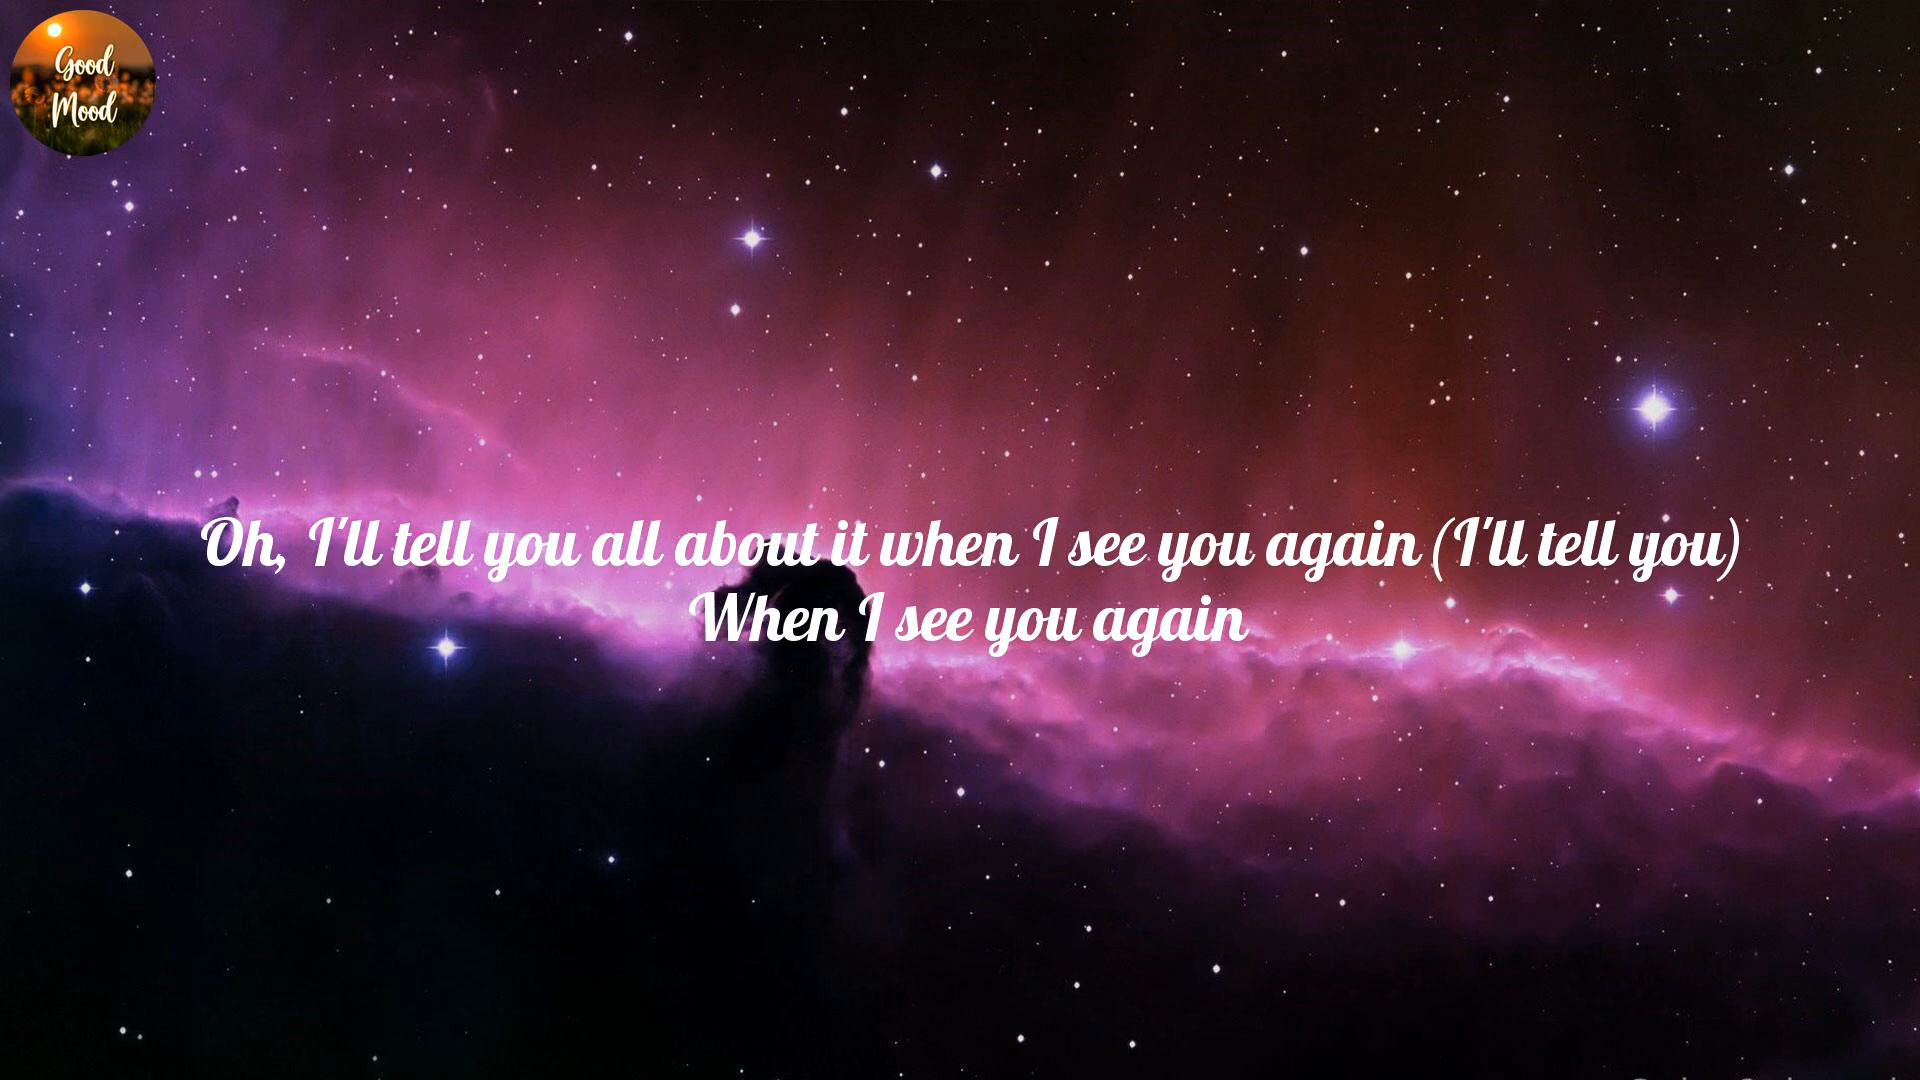 Good
Mood
Oh, I'll tell you all about it when I see you again (I'll tell you)
When I see you again